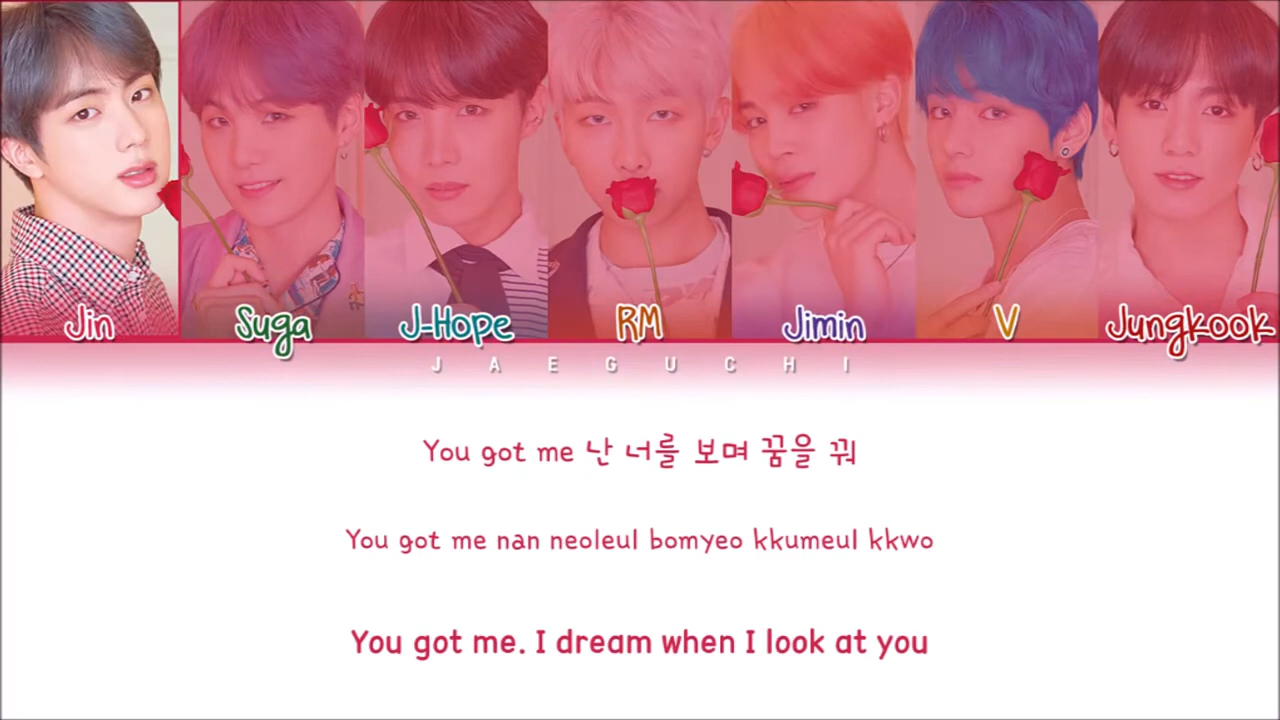 Jin Suga J-Hope RM Jimin V Jungkook
JAEGUCHI
You got me 난 너를 보며 꿈을 꿔
You got me nan neoleul bomyeo kkumeul kkwo
You got me. I dream when I look at you